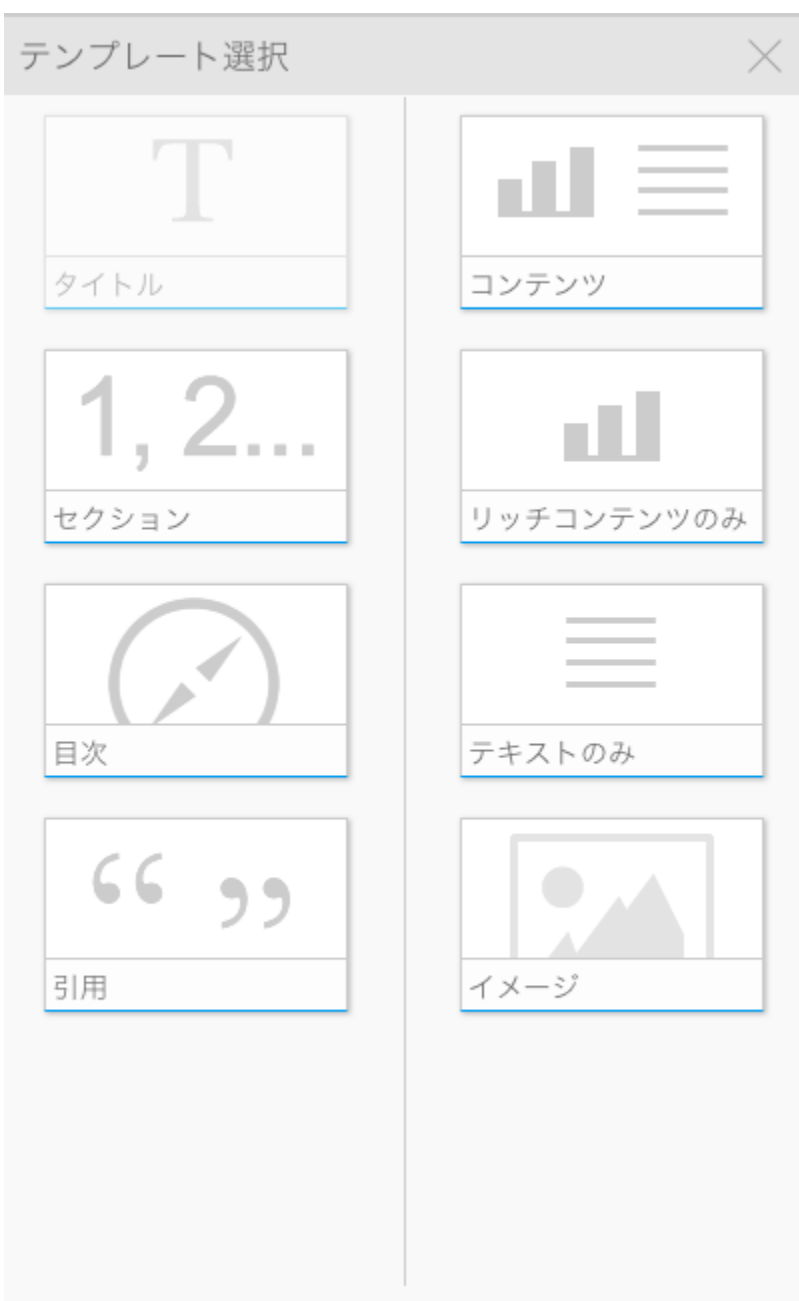 テンプレート選択
T
タイトル
コンテンツ
1, 2...
セクション
リッチコンテンツのみ
目次
テキストのみ
“ ”
引用
イメージ